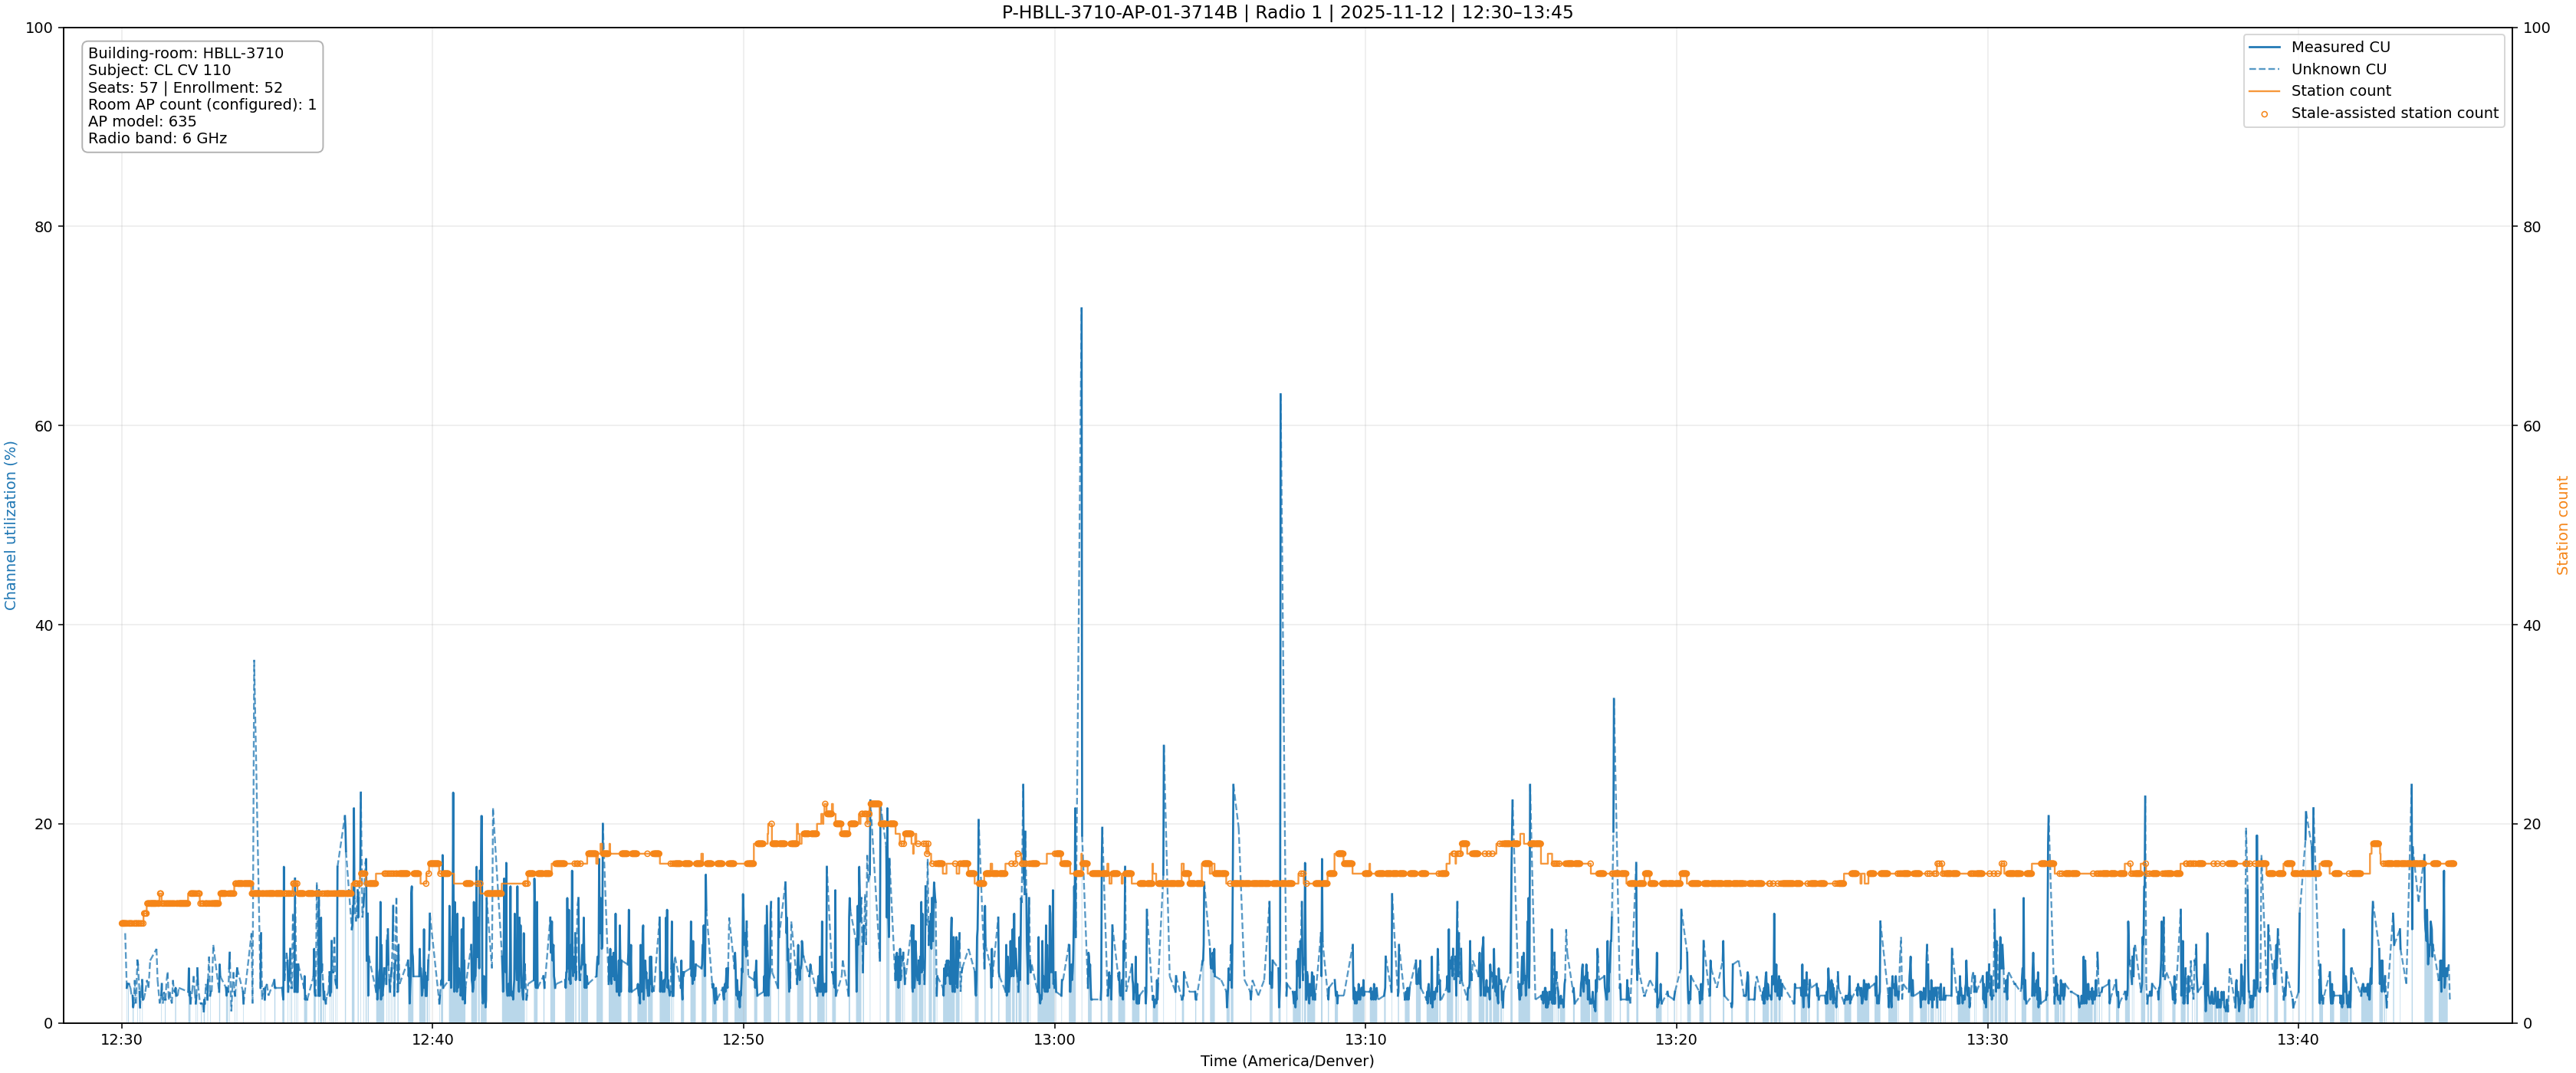 P-HBLL-3710-AP-01-3714B | Radio 1 | 2025-11-12 | 12:30–13:45
Building-room: HBLL-3710
Subject: CL CV 110
Seats: 57 | Enrollment: 52
Room AP count (configured): 1
AP model: 635
Radio band: 6 GHz
Measured CU
Unknown CU
Station count
Stale-assisted station count
Channel utilization (%)
100
80
60
40
20
0
100
80
60
40
20
0
Station count
12:30 12:40 12:50 13:00 13:10 13:20 13:30 13:40
Time (America/Denver)